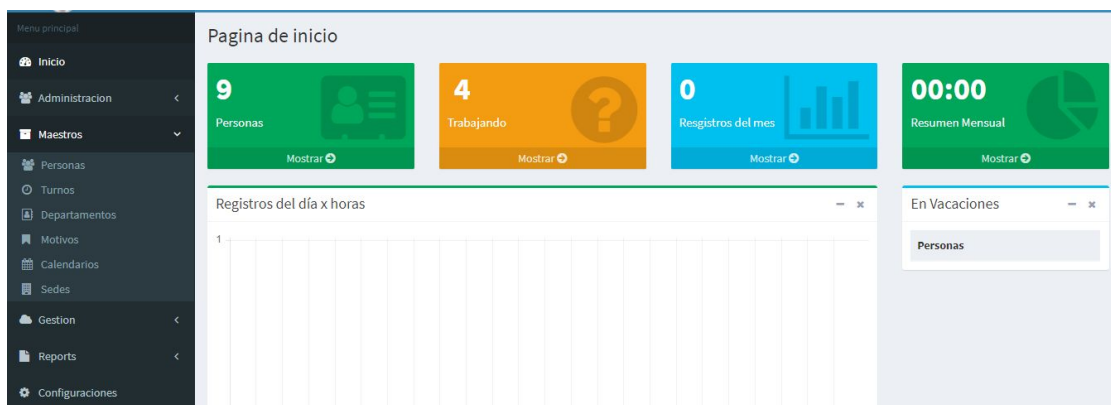 Menu principal
Inicio
Administracion
Maestros
Personas
Turnos
Departamentos
Motivos
Calendarios
Sedes
Gestion
Reports
Configuraciones
Pagina de inicio
9
Personas
Mostrar
4
Trabajando
Mostrar
0
Resgistros del mes
Mostrar
00:00
Resumen Mensual
Mostrar
Registros del día x horas
1
En Vacaciones
Personas